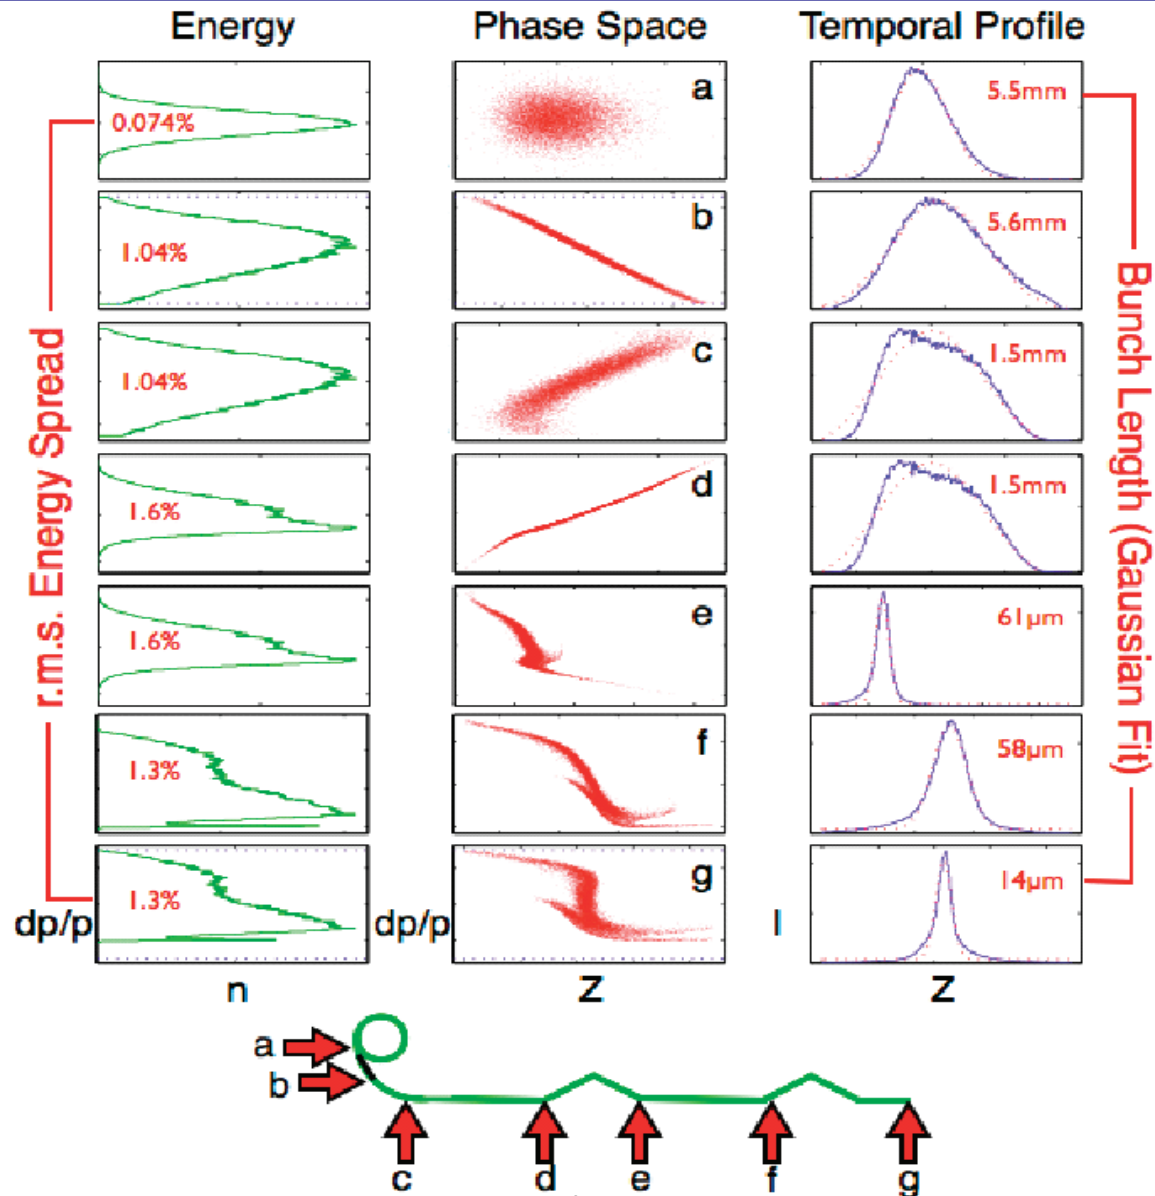 Energy Phase Space Temporal Profile
0.074% a 5.5mm
1.04% b 5.6mm
1.04% c 1.5mm
1.6% d 1.5mm
1.6% e 61µm
1.3% f 58µm
1.3% g 14µm
r.m.s. Energy Spread
Bunch Length (Gaussian Fit)
dp/p dp/p I
n Z Z
a
b
c d e f g